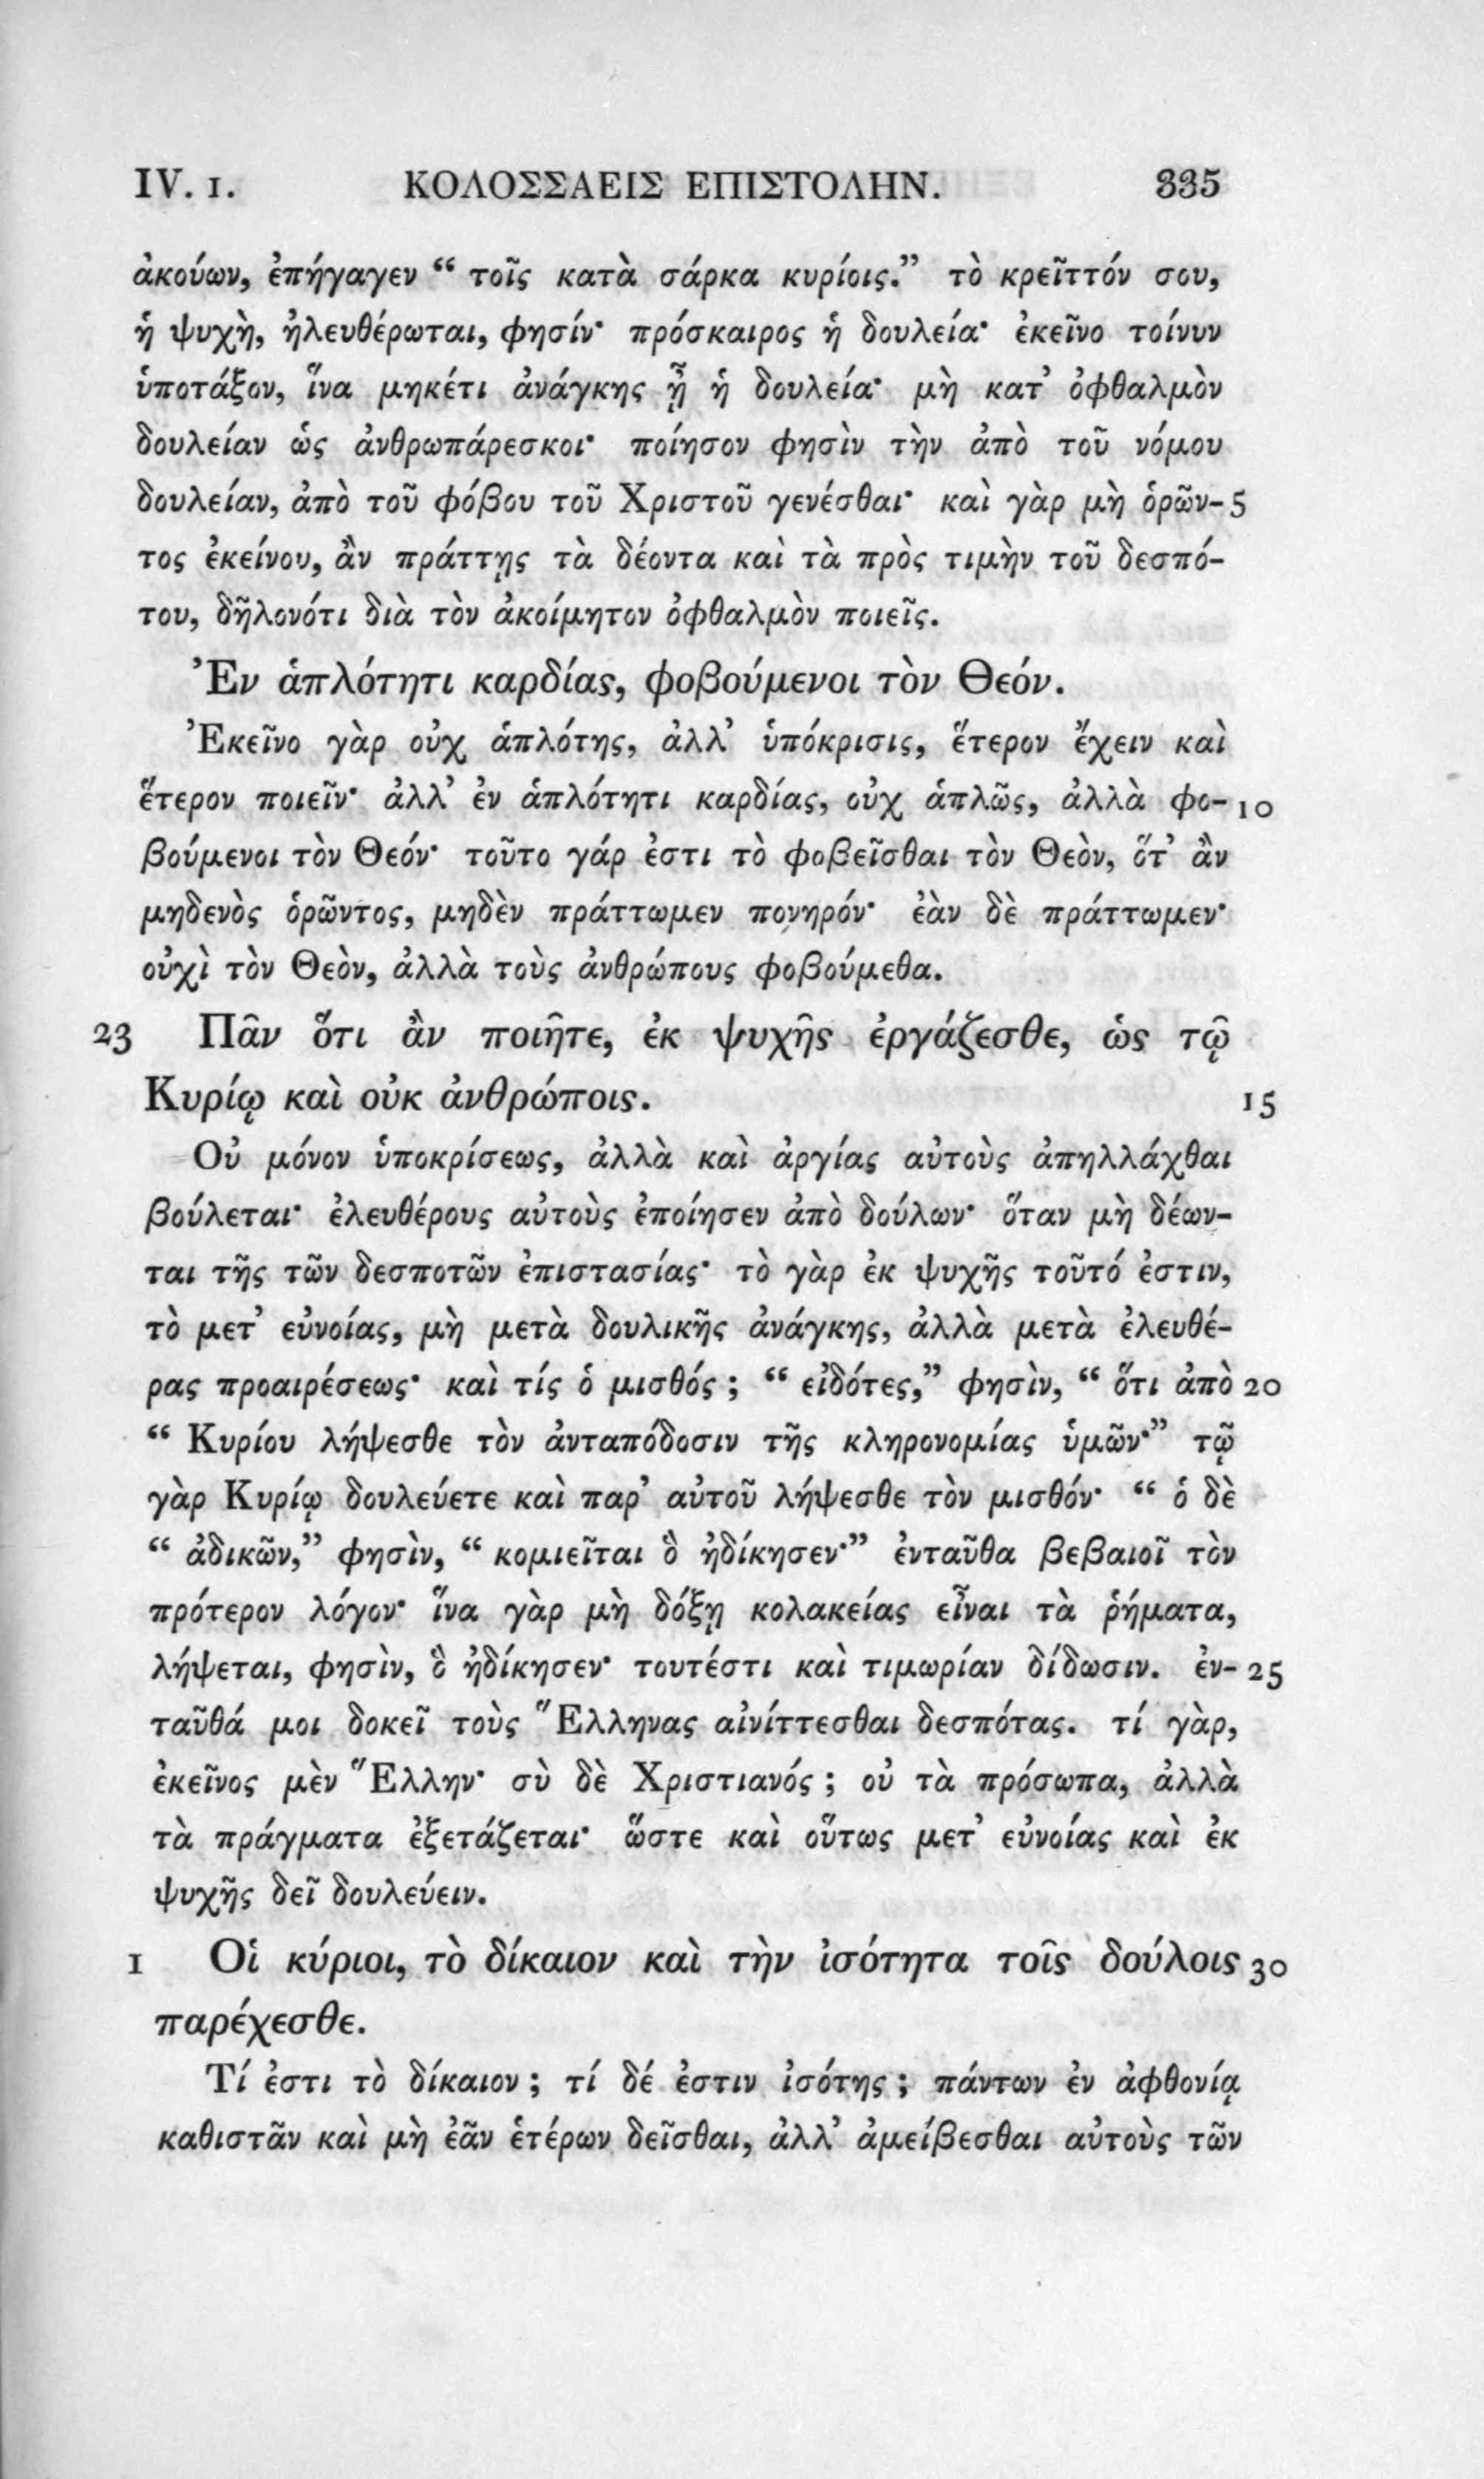 IV. 1. ΚΟΛΟΣΣΑΕΙΣ ΕΠΙΣΤΟΛΗΝ. 335
ἀκούων, ἐπήγαγεν “ τοῖς κατὰ σάρκα κυρίοις.” τὸ κρεῖττόν σου,
ἡ ψυχὴ, ἠλευθέρωται, φησίν· πρόσκαιρος ἡ δουλεία· ἐκεῖνο τοίνυν
ὑποτάξον, ἵνα μηκέτι ἀνάγκης ᾖ ἡ δουλεία· μὴ κατ’ ὀφθαλμὸν
δουλείαν ὡς ἀνθρωπάρεσκοι· ποίησον φησὶν τὴν ἀπὸ τοῦ νόμου
δουλείαν, ἀπὸ τοῦ φόβου τοῦ Χριστοῦ γενέσθαι· καὶ γὰρ μὴ ὁρῶν- 5
τος ἐκείνου, ἂν πράττῃς τὰ δέοντα καὶ τὰ πρὸς τιμὴν τοῦ δεσπό-
του, δῆλονότι διὰ τὸν ἀκοίμητον ὀφθαλμὸν ποιεῖς.
Ἐν ἁπλότητι καρδίας, φοβούμενοι τὸν Θεόν.
Ἐκεῖνο γὰρ οὐχ ἁπλότης, ἀλλ’ ὑπόκρισις, ἕτερον ἔχειν καὶ
ἕτερον ποιεῖν· ἀλλ’ ἐν ἁπλότητι καρδίας, οὐχ ἁπλῶς, ἀλλὰ φο- 10
βούμενοι τὸν Θεόν· τοῦτο γάρ ἐστι τὸ φοβεῖσθαι τὸν Θεὸν, ὅτ’ ἂν
μηδενὸς ὁρῶντος, μηδὲν πράττωμεν πονηρόν· ἐὰν δὲ πράττωμεν·
οὐχὶ τὸν Θεὸν, ἀλλὰ τοὺς ἀνθρώπους φοβούμεθα.
23 Πᾶν ὅτι ἂν ποιῆτε, ἐκ ψυχῆς ἐργάζεσθε, ὡς τῷ
Κυρίῳ καὶ οὐκ ἀνθρώποις. 15
Οὐ μόνον ὑποκρίσεως, ἀλλὰ καὶ ἀργίας αὐτοὺς ἀπηλλάχθαι
βούλεται· ἐλευθέρους αὐτοὺς ἐποίησεν ἀπὸ δούλων· ὅταν μὴ δέων-
ται τῆς τῶν δεσποτῶν ἐπιστασίας· τὸ γὰρ ἐκ ψυχῆς τοῦτό ἐστιν,
τὸ μετ’ εὐνοίας, μὴ μετὰ δουλικῆς ἀνάγκης, ἀλλὰ μετὰ ἐλευθέ-
ρας προαιρέσεως· καὶ τίς ὁ μισθός ; “ εἰδότες,” φησὶν, “ ὅτι ἀπὸ 20
“ Κυρίου λήψεσθε τὸν ἀνταπόδοσιν τῆς κληρονομίας ὑμῶν·” τῷ
γὰρ Κυρίῳ δουλεύετε καὶ παρ’ αὐτοῦ λήψεσθε τὸν μισθόν· “ ὁ δὲ
“ ἀδικῶν,” φησὶν, “ κομιεῖται ὃ ἠδίκησεν·” ἐνταῦθα βεβαιοῖ τὸν
πρότερον λόγον· ἵνα γὰρ μὴ δόξῃ κολακείας εἶναι τὰ ῥήματα,
λήψεται, φησὶν, ὃ ἠδίκησεν· τουτέστι καὶ τιμωρίαν δίδωσιν. ἐν- 25
ταῦθά μοι δοκεῖ τοὺς Ἕλληνας αἰνίττεσθαι δεσπότας. τί γὰρ,
ἐκεῖνος μὲν Ἕλλην· σὺ δὲ Χριστιανός ; οὐ τὰ πρόσωπα, ἀλλὰ
τὰ πράγματα ἐξετάζεται· ὥστε καὶ οὕτως μετ’ εὐνοίας καὶ ἐκ
ψυχῆς δεῖ δουλεύειν.
1 Οἱ κύριοι, τὸ δίκαιον καὶ τὴν ἰσότητα τοῖς δούλοις 30
παρέχεσθε.
Τί ἐστι τὸ δίκαιον ; τί δέ ἐστιν ἰσότης ; πάντων ἐν ἀφθονίᾳ
καθιστᾶν καὶ μὴ ἐᾶν ἑτέρων δεῖσθαι, ἀλλ’ ἀμείβεσθαι αὐτοὺς τῶν